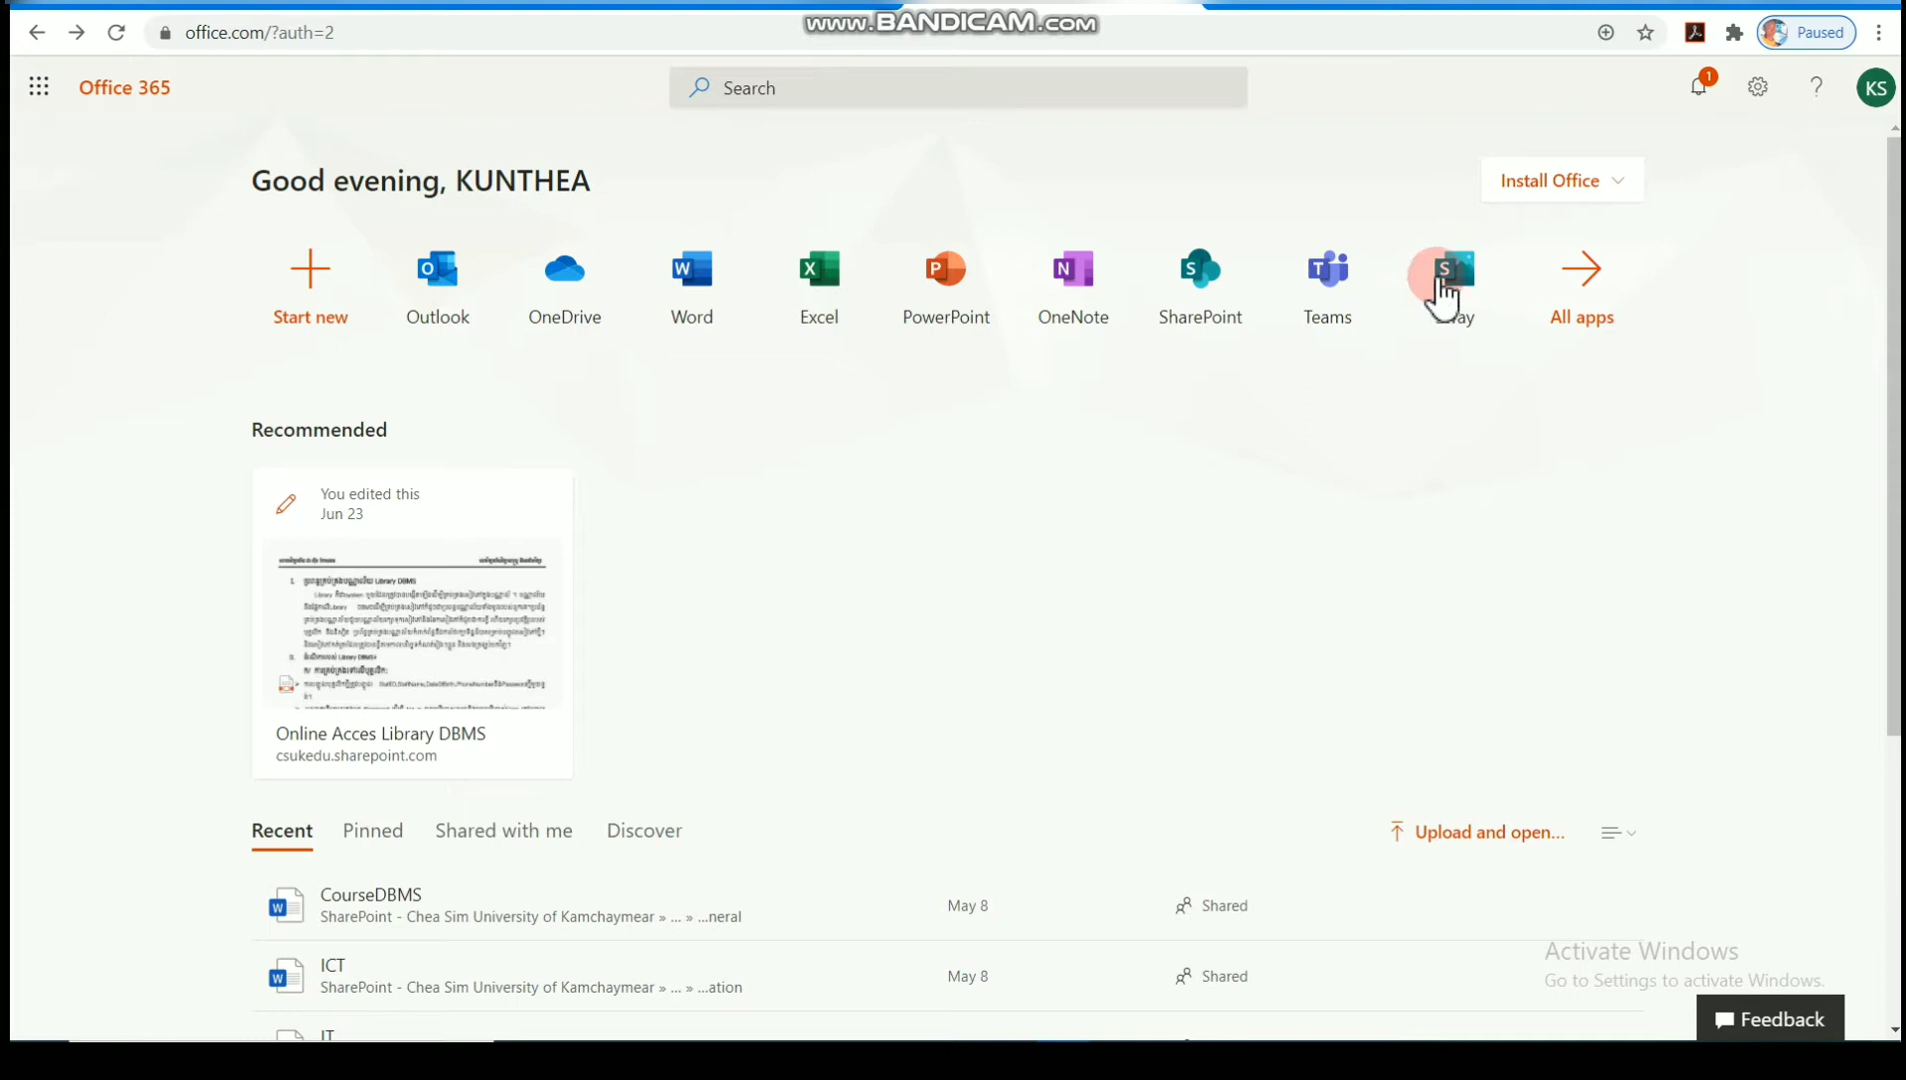 office.com/?auth=2
www.BANDICAM.com
Paused
Office 365
Search
1
KS
Good evening, KUNTHEA
Install Office
Start new
Outlook
OneDrive
Word
Excel
PowerPoint
OneNote
SharePoint
Teams
All apps
Recommended
You edited this
Jun 23
Library DBMS
Online Acces Library DBMS
csukedu.sharepoint.com
Recent
Pinned
Shared with me
Discover
Upload and open...
CourseDBMS
SharePoint - Chea Sim University of Kamchaymear » ... » ...neral
May 8
Shared
ICT
SharePoint - Chea Sim University of Kamchaymear » ... » ...ation
May 8
Shared
IT
Activate Windows
Go to Settings to activate Windows.
Feedback